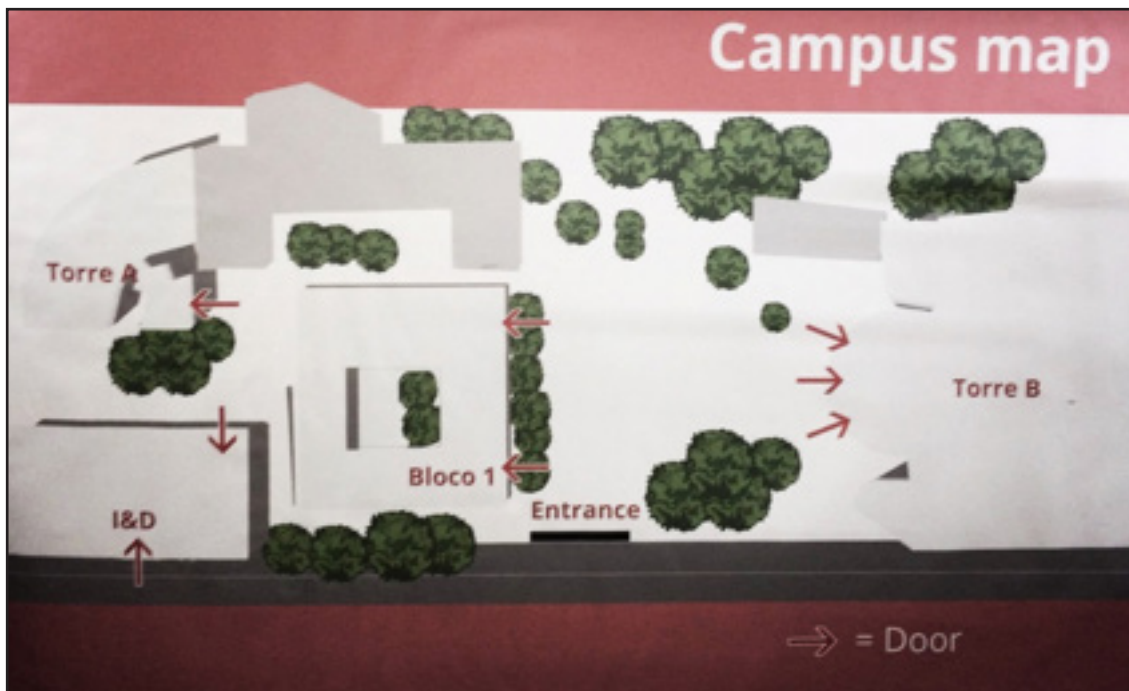 Campus map
Torre A
Torre B
Bloco 1
Entrance
I&D
= Door